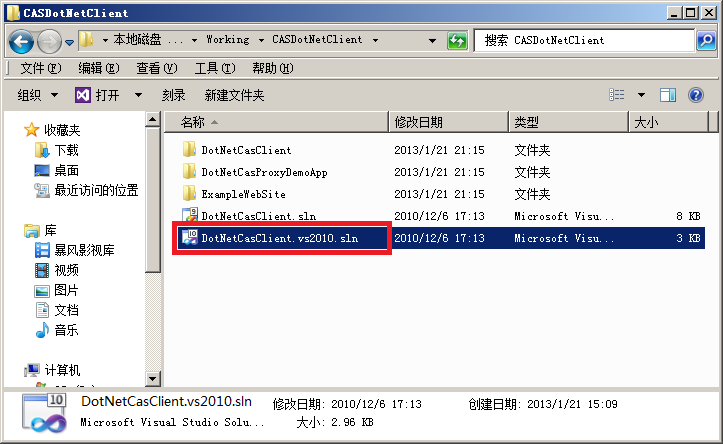 CASDotNetClient
本地磁盘 ... Working CASDotNetClient 搜索 CASDotNetClient
文件(F) 编辑(E) 查看(V) 工具(T) 帮助(H)
组织 打开 刻录 新建文件夹
名称 修改日期 类型 大小
收藏夹
下载
桌面
最近访问的位置
库
暴风影视库
视频
图片
文档
音乐
计算机
DotNetCasClient 2013/1/21 21:15 文件夹
DotNetCasProxyDemoApp 2013/1/21 21:15 文件夹
ExampleWebSite 2013/1/21 21:15 文件夹
DotNetCasClient.sln 2010/12/6 17:13 Microsoft Visu... 8 KB
DotNetCasClient.vs2010.sln 2010/12/6 17:13 Microsoft Visu... 3 KB
10
DotNetCasClient.vs2010.sln 修改日期: 2010/12/6 17:13 创建日期: 2013/1/21 15:09
Microsoft Visual Studio Solu... 大小: 2.96 KB